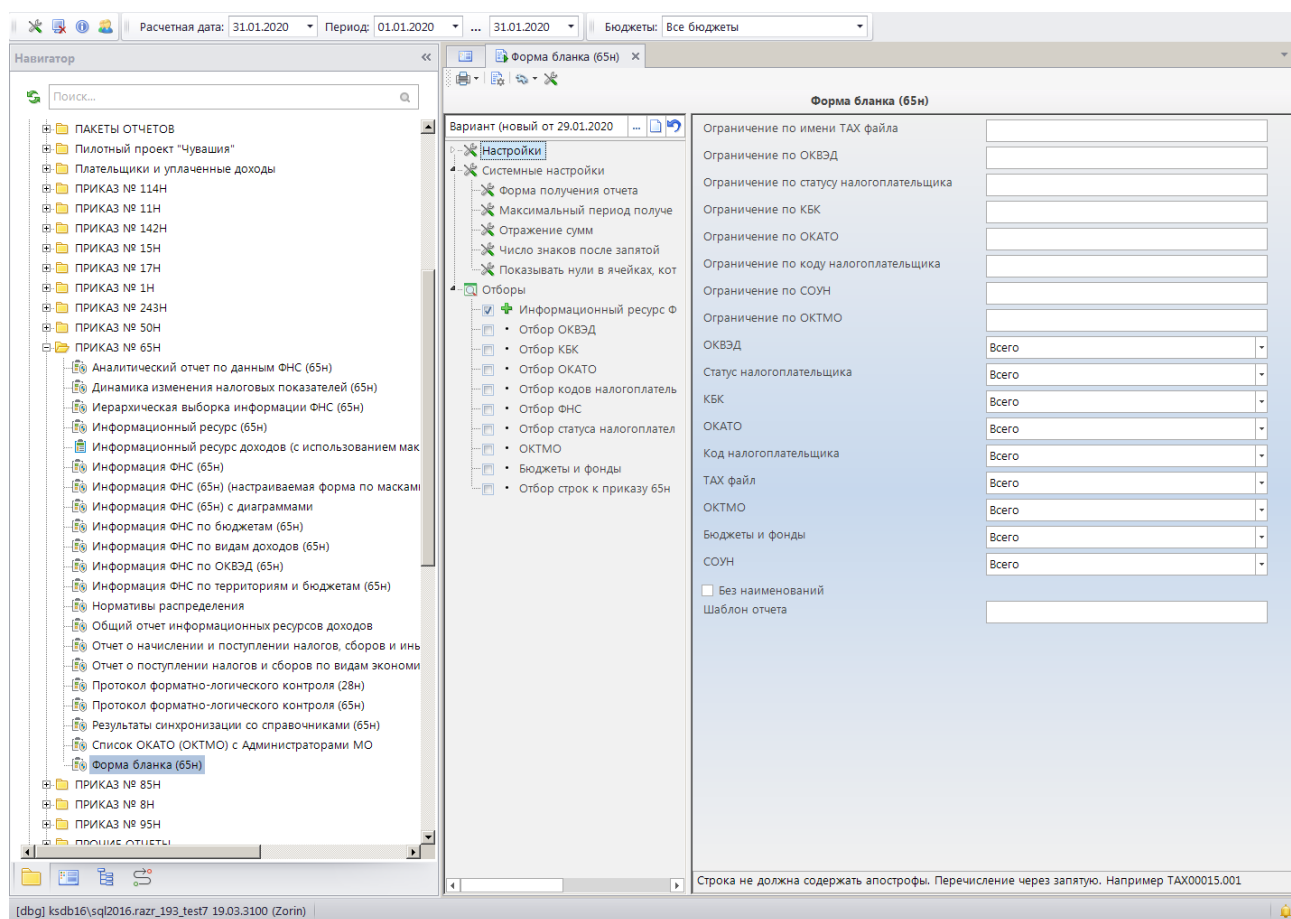 Расчетная дата: 31.01.2020 Период: 01.01.2020 ... 31.01.2020 Бюджеты: Все бюджеты
Навигатор
Поиск...
ПАКЕТЫ ОТЧЕТОВ
Пилотный проект "Чувашия"
Плательщики и уплаченные доходы
ПРИКАЗ № 114Н
ПРИКАЗ № 11Н
ПРИКАЗ № 142Н
ПРИКАЗ № 15Н
ПРИКАЗ № 17Н
ПРИКАЗ № 1Н
ПРИКАЗ № 243Н
ПРИКАЗ № 50Н
ПРИКАЗ № 65Н
Аналитический отчет по данным ФНС (65н)
Динамика изменения налоговых показателей (65н)
Иерархическая выборка информации ФНС (65н)
Информационный ресурс (65н)
Информационный ресурс доходов (с использованием мак
Информация ФНС (65н)
Информация ФНС (65н) (настраиваемая форма по маскам
Информация ФНС (65н) с диаграммами
Информация ФНС по бюджетам (65н)
Информация ФНС по видам доходов (65н)
Информация ФНС по ОКВЭД (65н)
Информация ФНС по территориям и бюджетам (65н)
Нормативы распределения
Общий отчет информационных ресурсов доходов
Отчет о начислении и поступлении налогов, сборов и инь
Отчет о поступлении налогов и сборов по видам экономи
Протокол форматно-логического контроля (28н)
Протокол форматно-логического контроля (65н)
Результаты синхронизации со справочниками (65н)
Список ОКАТО (ОКТМО) с Администраторами МО
Форма бланка (65н)
ПРИКАЗ № 85Н
ПРИКАЗ № 8Н
ПРИКАЗ № 95Н
ПРОЧИЕ ОТЧЕТЫ
Форма бланка (65н)
Форма бланка (65н)
Вариант (новый от 29.01.2020 ...
Настройки
Системные настройки
Форма получения отчета
Максимальный период получе
Отражение сумм
Число знаков после запятой
Показывать нули в ячейках, кот
Отборы
Информационный ресурс Ф
Отбор ОКВЭД
Отбор КБК
Отбор ОКАТО
Отбор кодов налогоплатель
Отбор ФНС
Отбор статуса налогоплател
ОКТМО
Бюджеты и фонды
Отбор строк к приказу 65н
Ограничение по имени TAX файла
Ограничение по ОКВЭД
Ограничение по статусу налогоплательщика
Ограничение по КБК
Ограничение по ОКАТО
Ограничение по коду налогоплательщика
Ограничение по СОУН
Ограничение по ОКТМО
ОКВЭД Всего
Статус налогоплательщика Всего
КБК Всего
ОКАТО Всего
Код налогоплательщика Всего
TAX файл Всего
ОКТМО Всего
Бюджеты и фонды Всего
СОУН Всего
Без наименований
Шаблон отчета
Строка не должна содержать апострофы. Перечисление через запятую. Например TAX00015.001
[dbg] ksdb16\sql2016.razr_193_test7 19.03.3100 (Zorin)